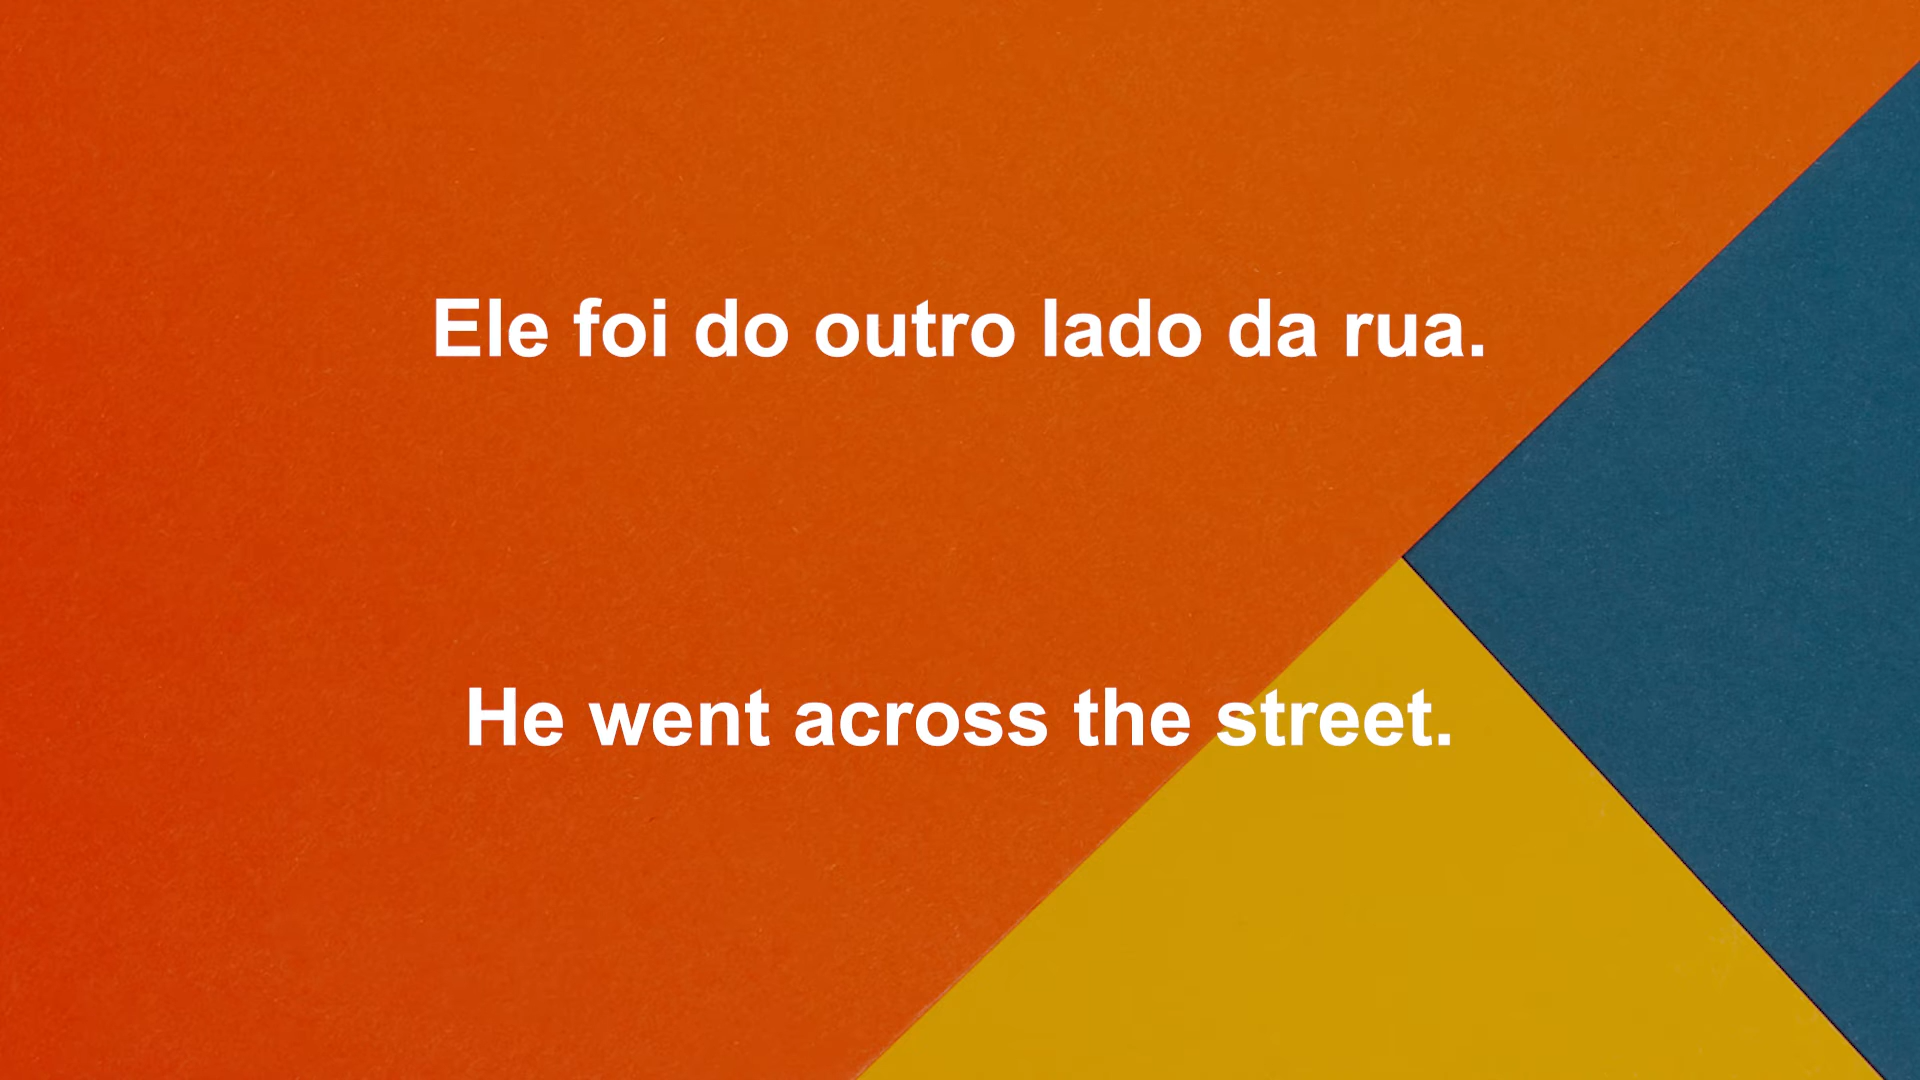 Ele foi do outro lado da rua.
He went across the street.